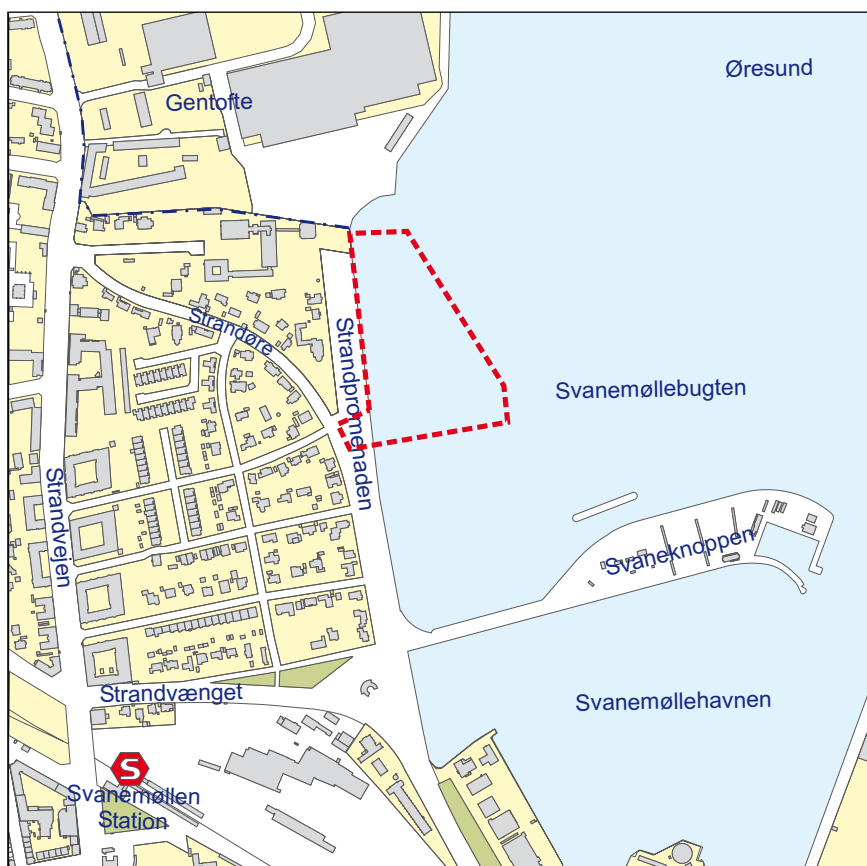 Øresund
Gentofte
Strandøre
Strandpromenaden
Svanemøllebugten
Strandvejen
Svaneknoppen
Strandvænget
Svanemøllehavnen
S
Svanemøllen
Station